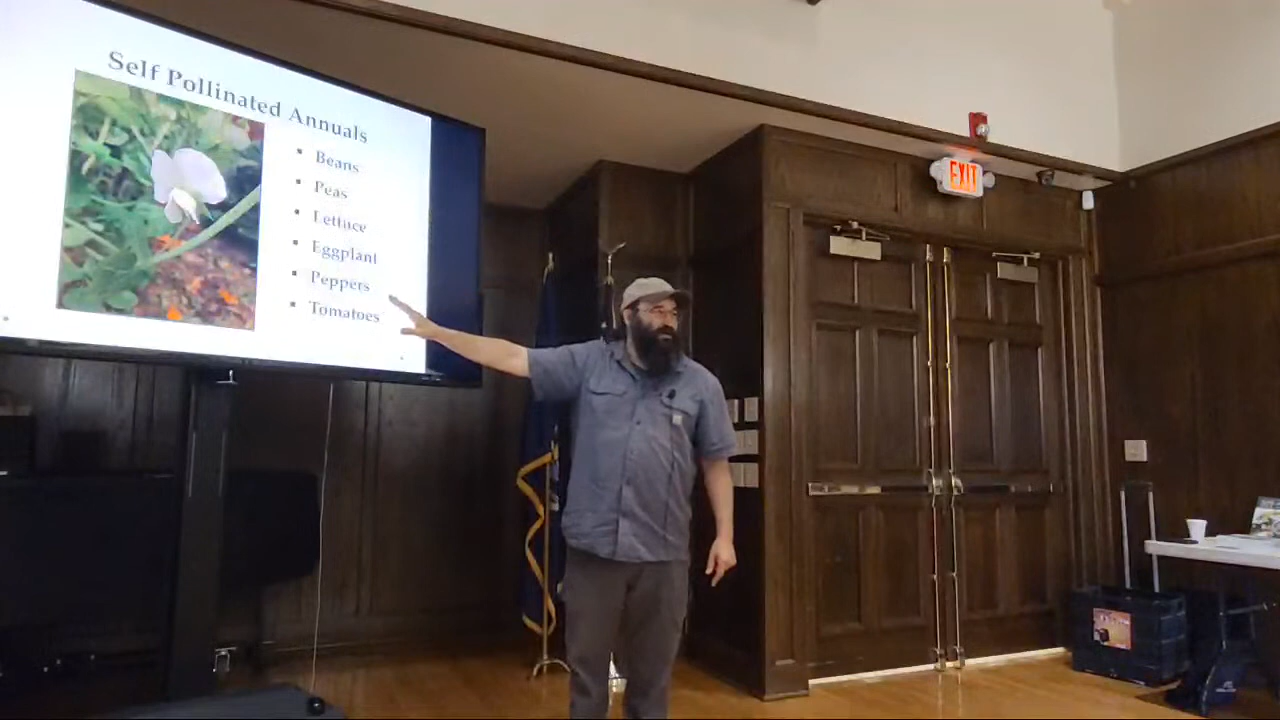 Self Pollinated Annuals
Beans
Peas
Lettuce
Eggplant
Peppers
Tomatoes
EXIT